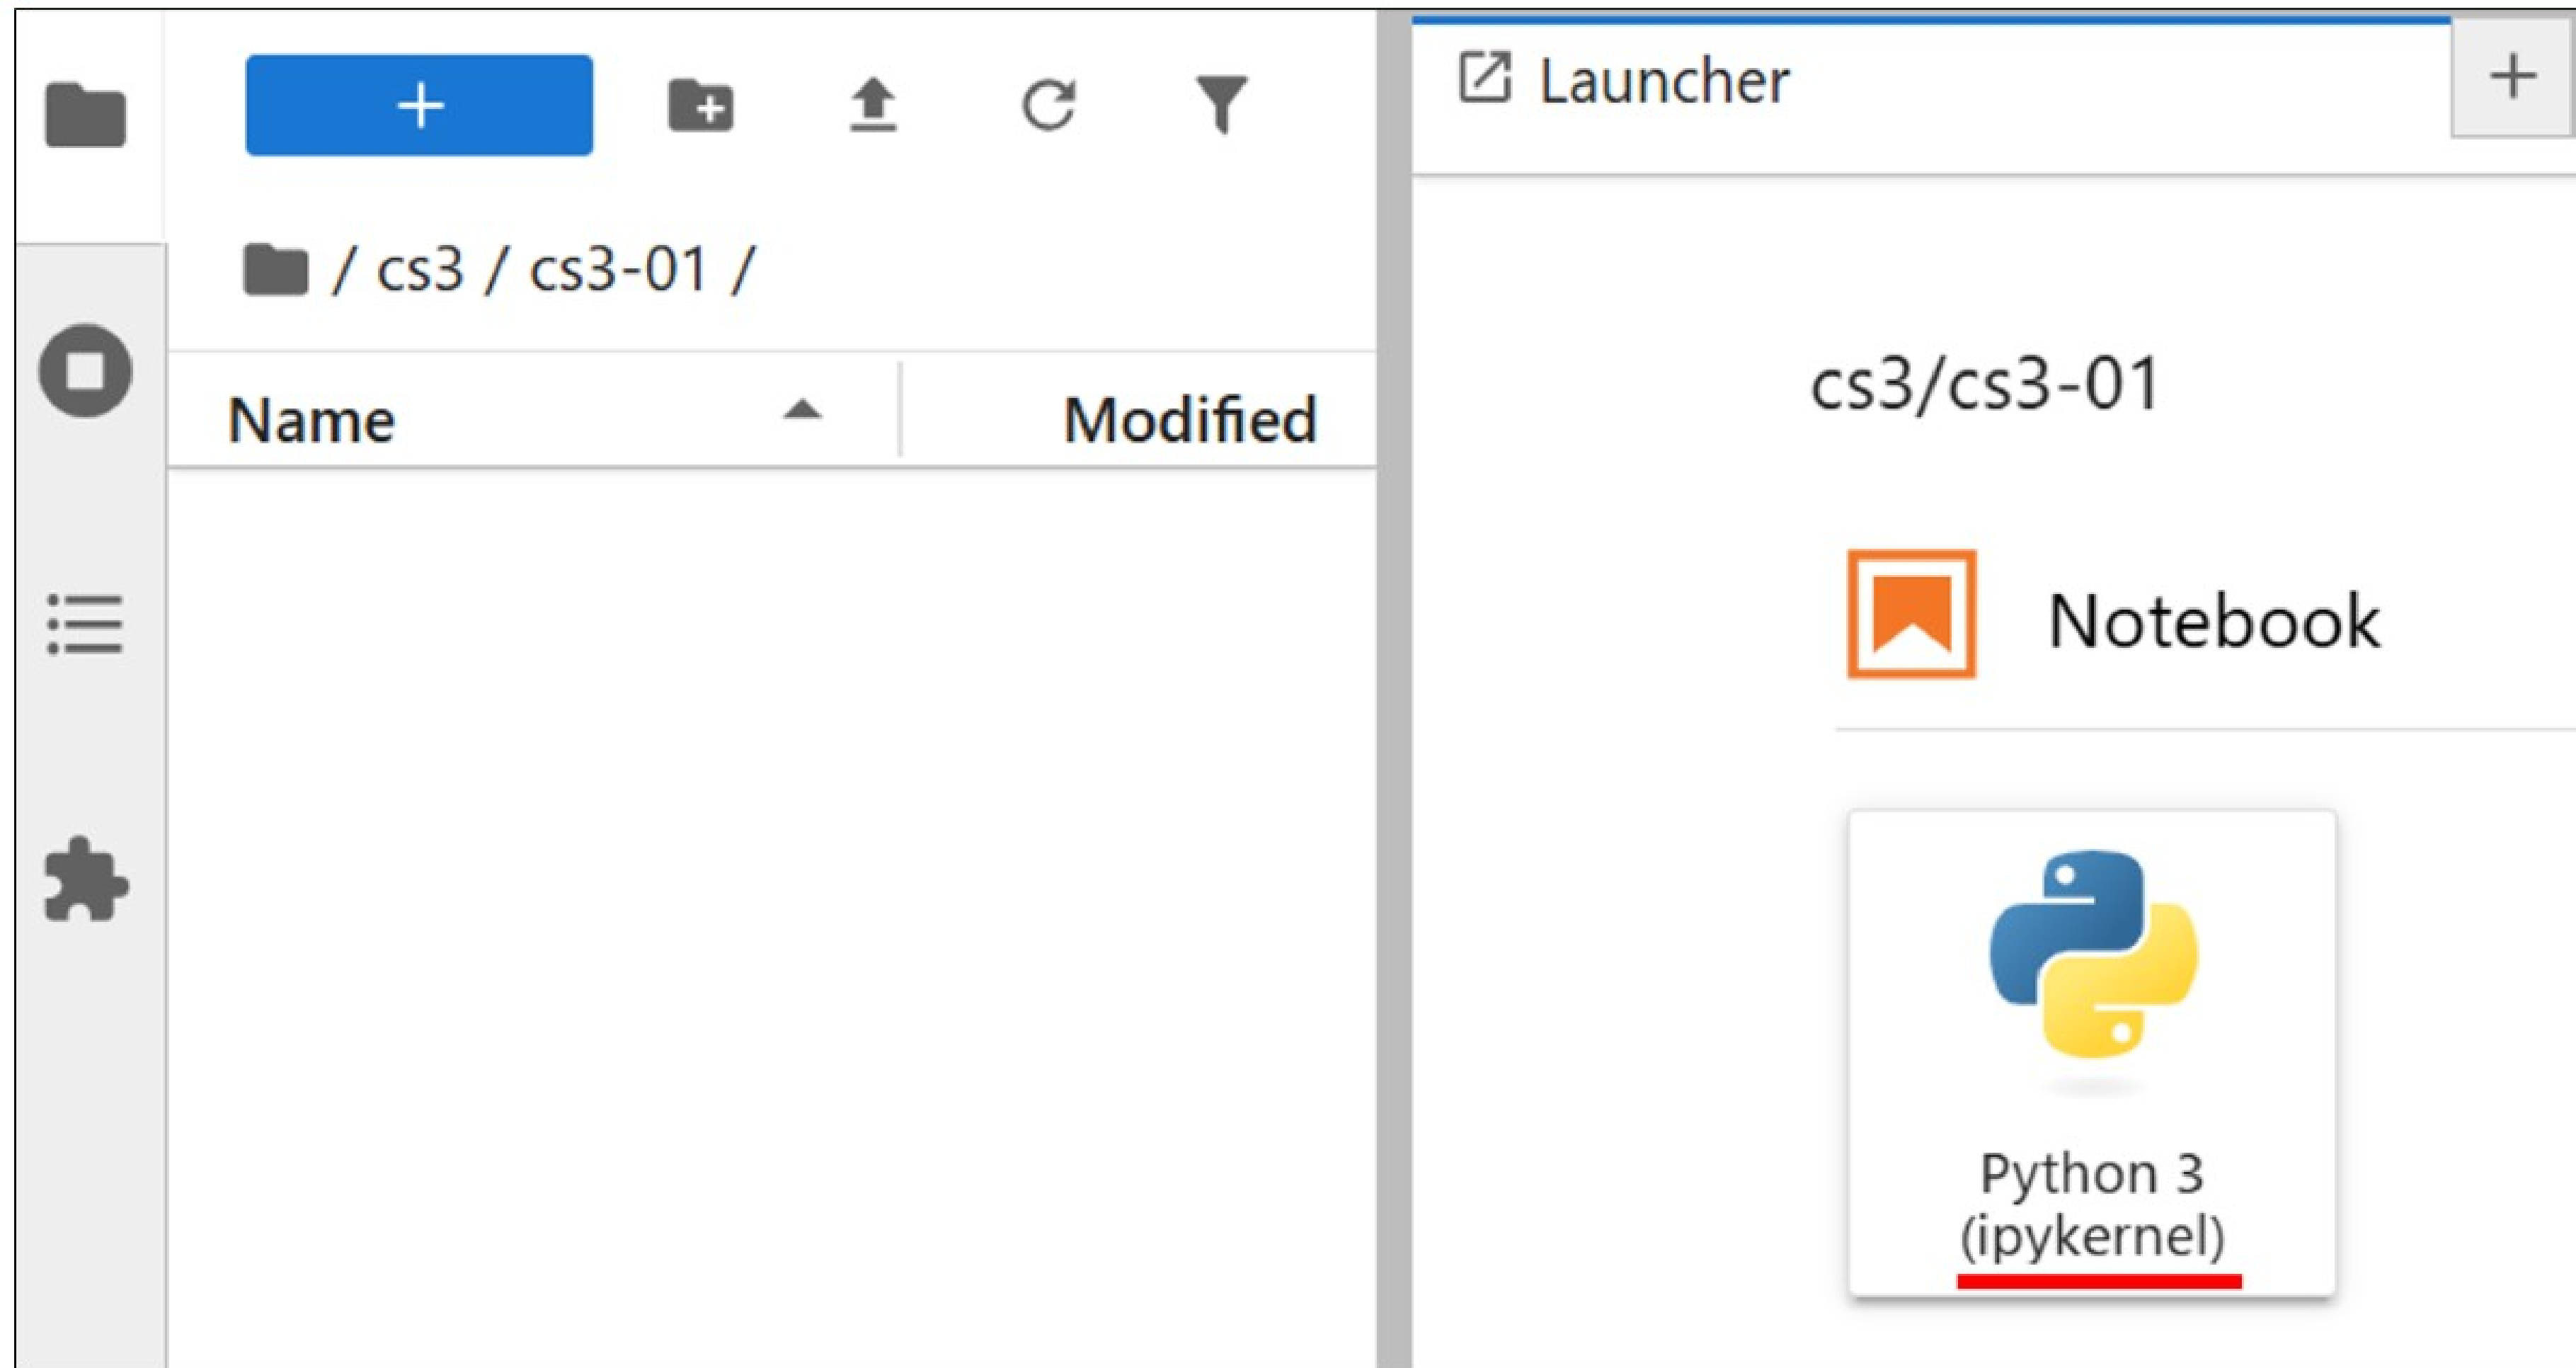 / cs3 / cs3-01 /
Name
Modified
Launcher
cs3/cs3-01
Notebook
Python 3
(ipykernel)